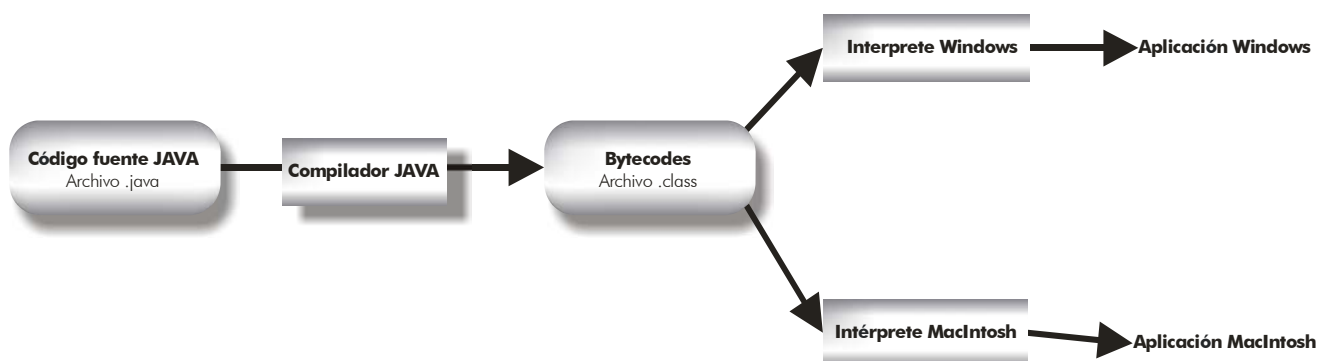 Código fuente JAVA
Archivo .java
Compilador JAVA
Bytecodes
Archivo .class
Interprete Windows
Aplicación Windows
Intérprete MacIntosh
Aplicación MacIntosh